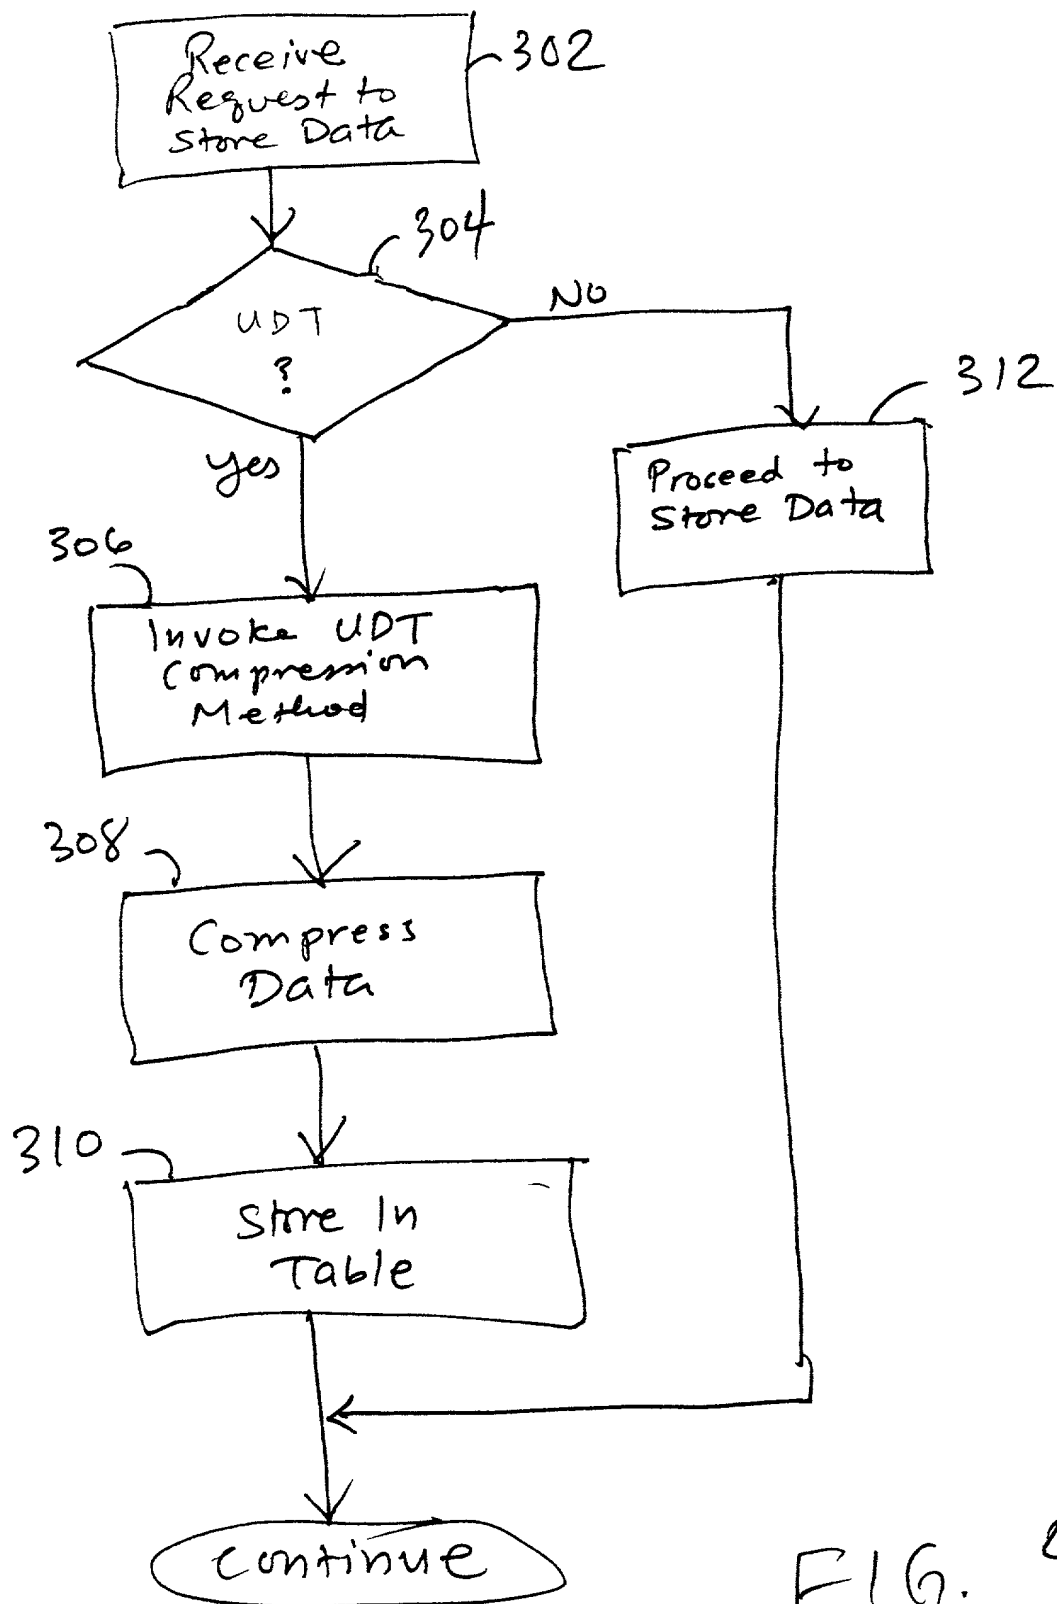 Receive
Request to
Store Data
302
304
UDT
?
NO
312
Proceed to
Store Data
Yes
306
Invoke UDT
Compression
Method
308
Compress
Data
310
Store In
Table
Continue
FIG.